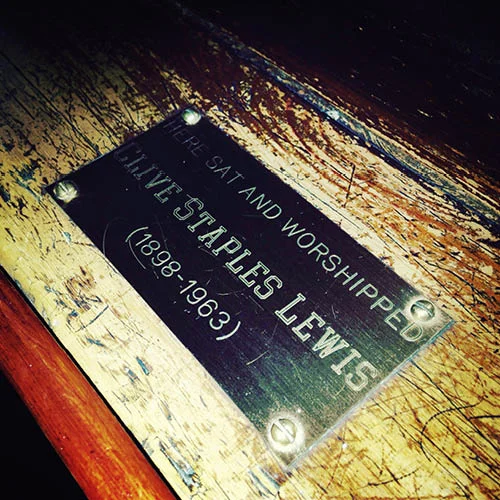 HERE SAT AND WORSHIPPED
CLIVE STAPLES LEWIS
(1898-1963)